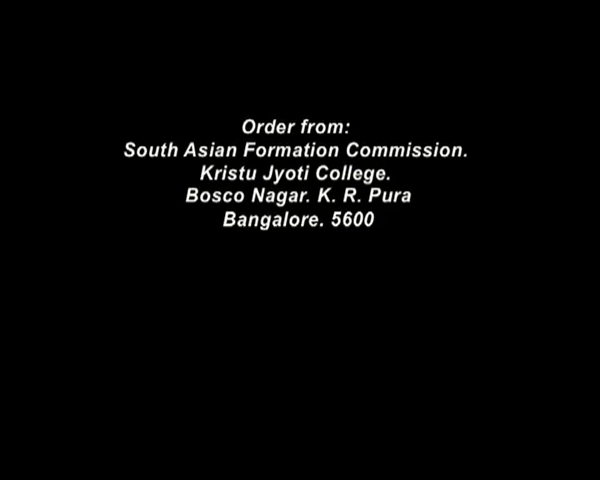 Order from:
South Asian Formation Commission.
Kristu Jyoti College.
Bosco Nagar. K. R. Pura
Bangalore. 5600